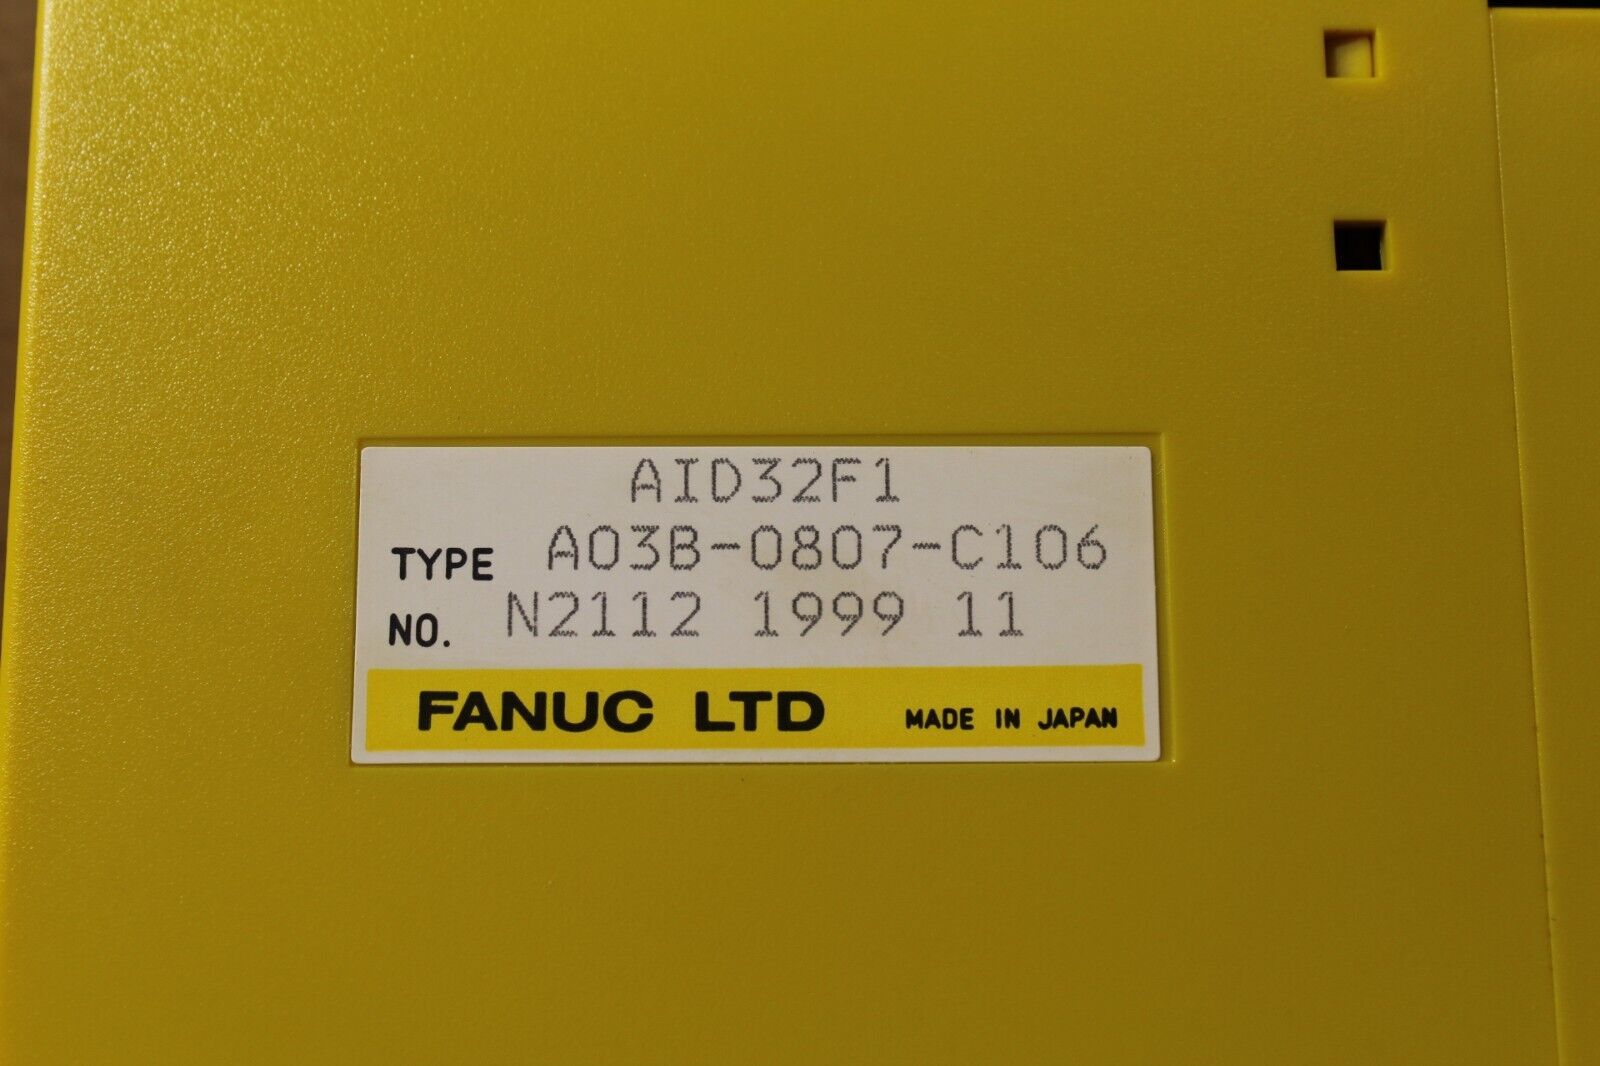 AID32F1
TYPE A03B-0807-C106
NO. N2112 1999 11
FANUC LTD MADE IN JAPAN